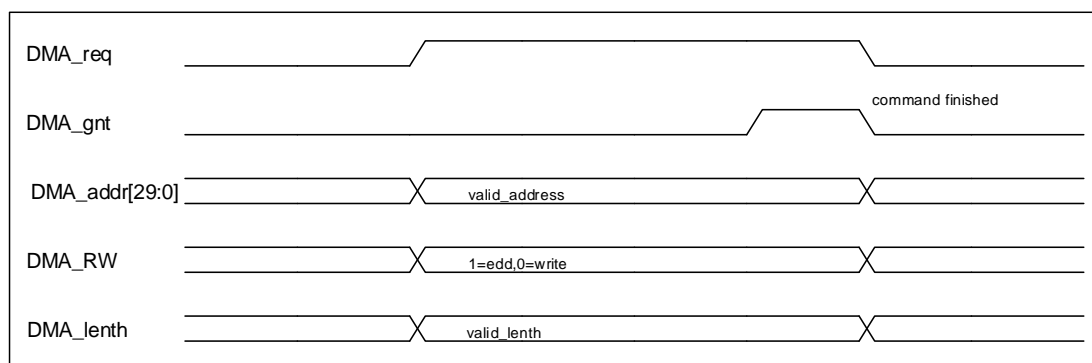 DMA_req
command finished
DMA_gnt
DMA_addr[29:0]
valid_address
DMA_RW
1=edd,0=write
DMA_lenth
valid_lenth